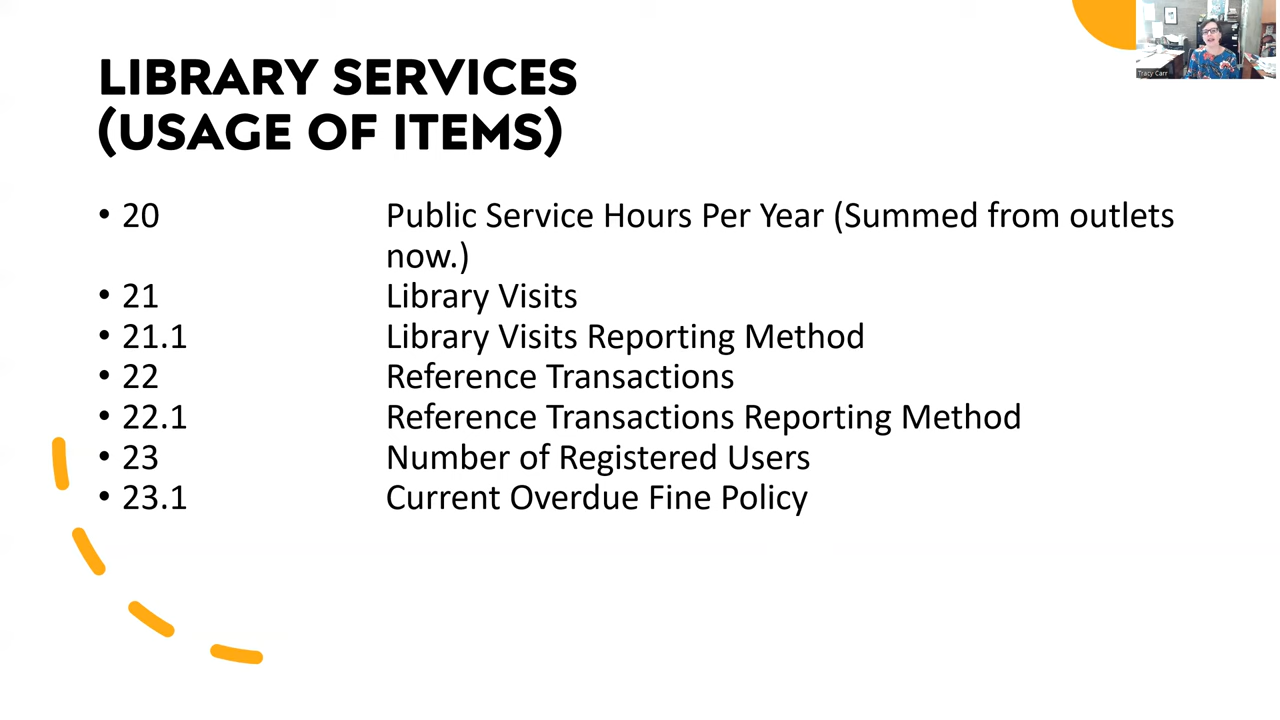 LIBRARY SERVICES
(USAGE OF ITEMS)
• 20 Public Service Hours Per Year (Summed from outlets
now.)
• 21 Library Visits
• 21.1 Library Visits Reporting Method
• 22 Reference Transactions
• 22.1 Reference Transactions Reporting Method
• 23 Number of Registered Users
• 23.1 Current Overdue Fine Policy
Tracy Carr